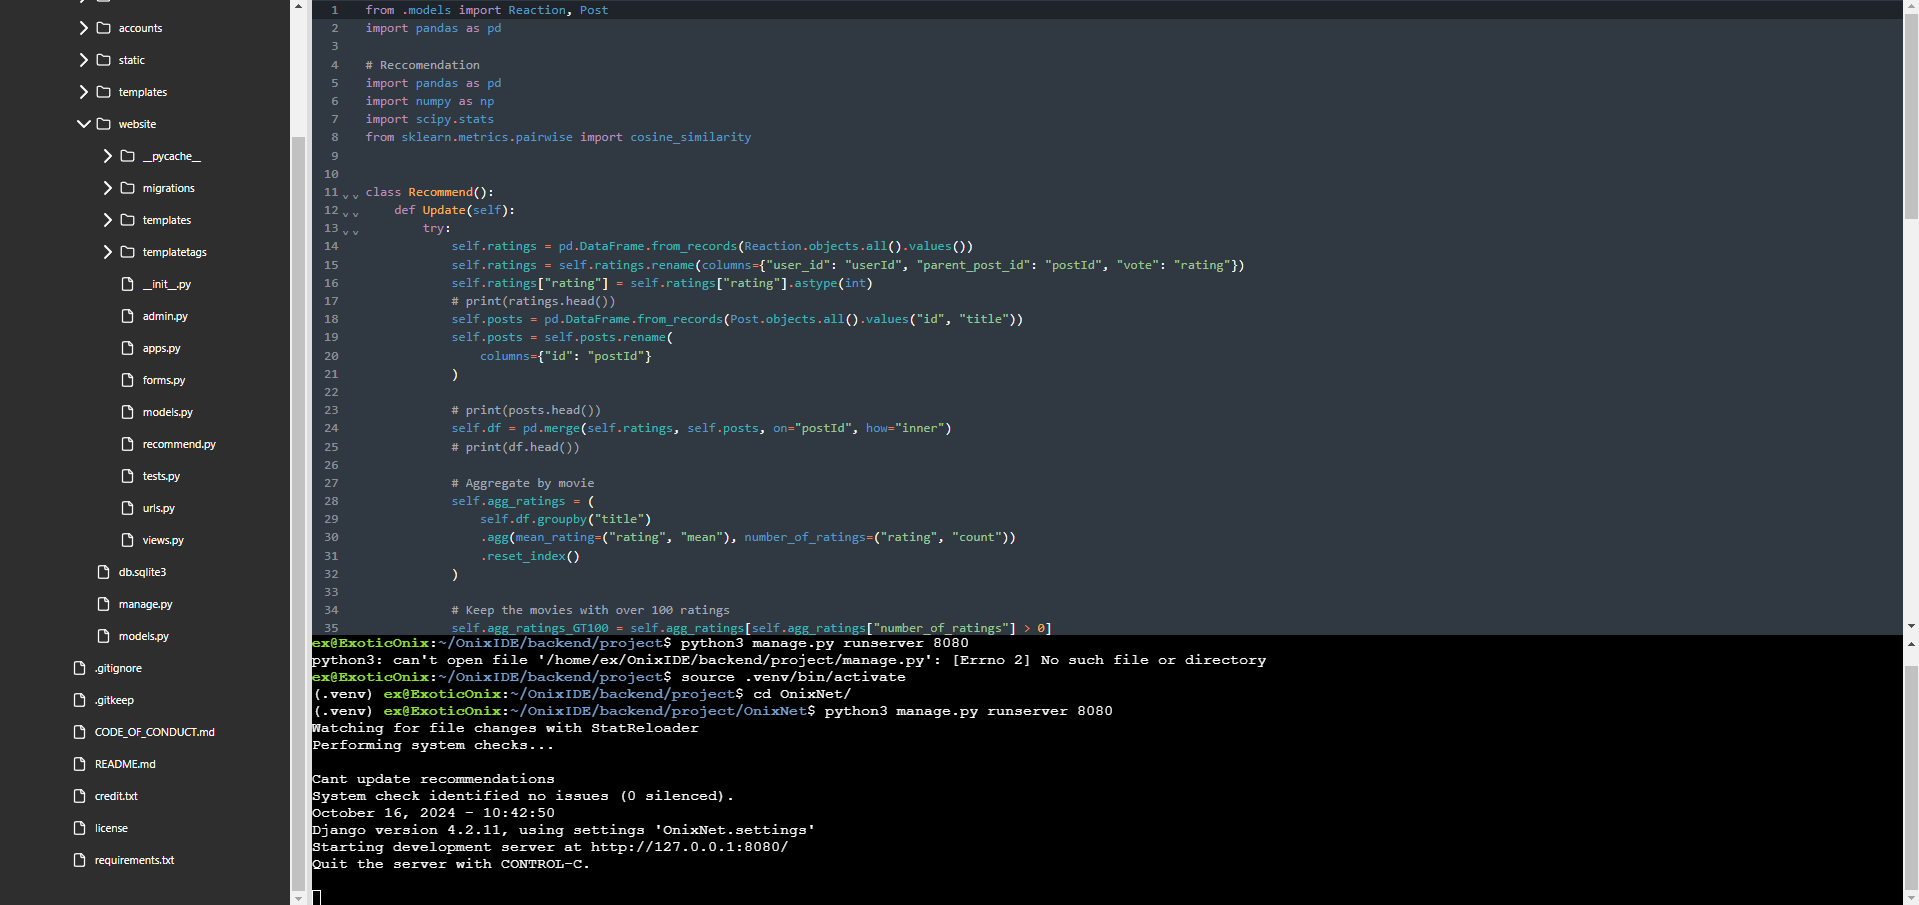 accounts
static
templates
website
__pycache__
migrations
templates
templatetags
__init__.py
admin.py
apps.py
forms.py
models.py
recommend.py
tests.py
urls.py
views.py
db.sqlite3
manage.py
models.py
.gitignore
.gitkeep
CODE_OF_CONDUCT.md
README.md
credit.txt
license
requirements.txt
1 from .models import Reaction, Post
2 import pandas as pd
3
4 # Reccomendation
5 import pandas as pd
6 import numpy as np
7 import scipy.stats
8 from sklearn.metrics.pairwise import cosine_similarity
9
10
11 class Recommend():
12     def Update(self):
13         try:
14             self.ratings = pd.DataFrame.from_records(Reaction.objects.all().values())
15             self.ratings = self.ratings.rename(columns={"user_id": "userId", "parent_post_id": "postId", "vote": "rating"})
16             self.ratings["rating"] = self.ratings["rating"].astype(int)
17             # print(ratings.head())
18             self.posts = pd.DataFrame.from_records(Post.objects.all().values("id", "title"))
19             self.posts = self.posts.rename(
20                 columns={"id": "postId"}
21             )
22
23             # print(posts.head())
24             self.df = pd.merge(self.ratings, self.posts, on="postId", how="inner")
25             # print(df.head())
26
27             # Aggregate by movie
28             self.agg_ratings = (
29                 self.df.groupby("title")
30                 .agg(mean_rating=("rating", "mean"), number_of_ratings=("rating", "count"))
31                 .reset_index()
32             )
33
34             # Keep the movies with over 100 ratings
35             self.agg_ratings_GT100 = self.agg_ratings[self.agg_ratings["number_of_ratings"] > 0]
ex@ExoticOnix:~/OnixIDE/backend/project$ python3 manage.py runserver 8080
python3: can't open file '/home/ex/OnixIDE/backend/project/manage.py': [Errno 2] No such file or directory
ex@ExoticOnix:~/OnixIDE/backend/project$ source .venv/bin/activate
(.venv) ex@ExoticOnix:~/OnixIDE/backend/project$ cd OnixNet/
(.venv) ex@ExoticOnix:~/OnixIDE/backend/project/OnixNet$ python3 manage.py runserver 8080
Watching for file changes with StatReloader
Performing system checks...

Cant update recommendations
System check identified no issues (0 silenced).
October 16, 2024 - 10:42:50
Django version 4.2.11, using settings 'OnixNet.settings'
Starting development server at http://127.0.0.1:8080/
Quit the server with CONTROL-C.